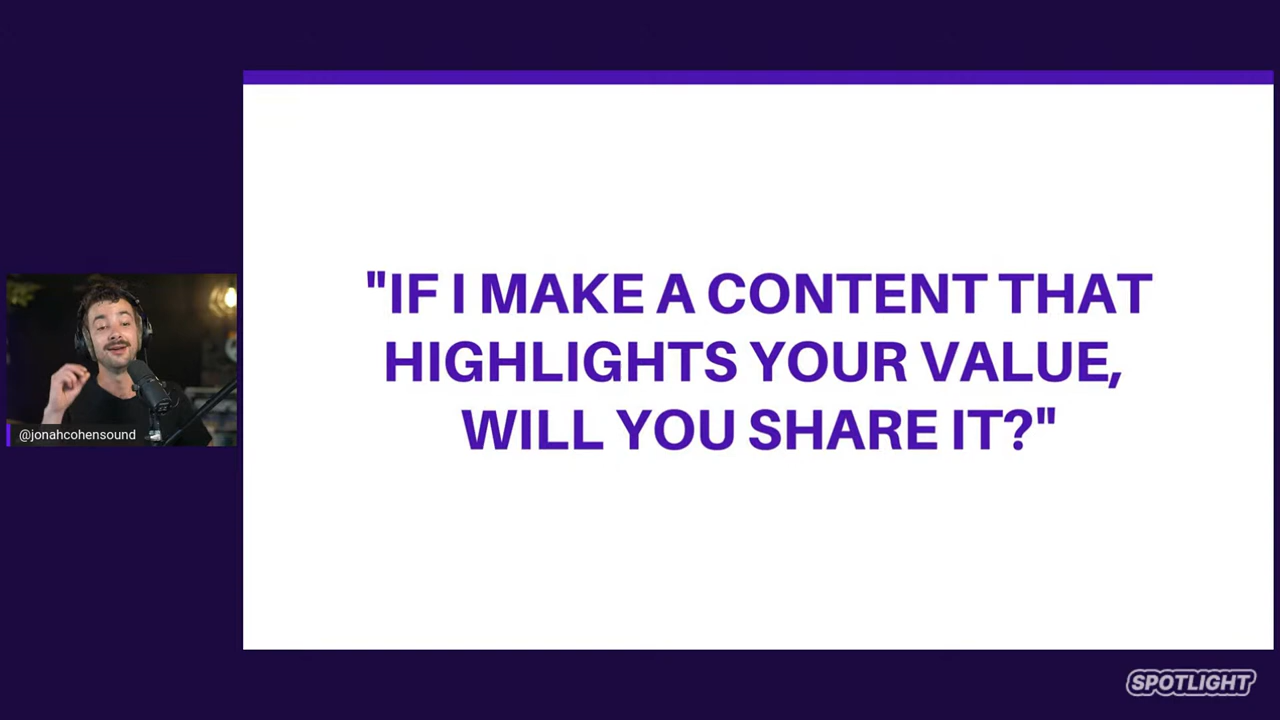 "IF I MAKE A CONTENT THAT
HIGHLIGHTS YOUR VALUE,
WILL YOU SHARE IT?"
@jonahcohensound
SPOTLIGHT